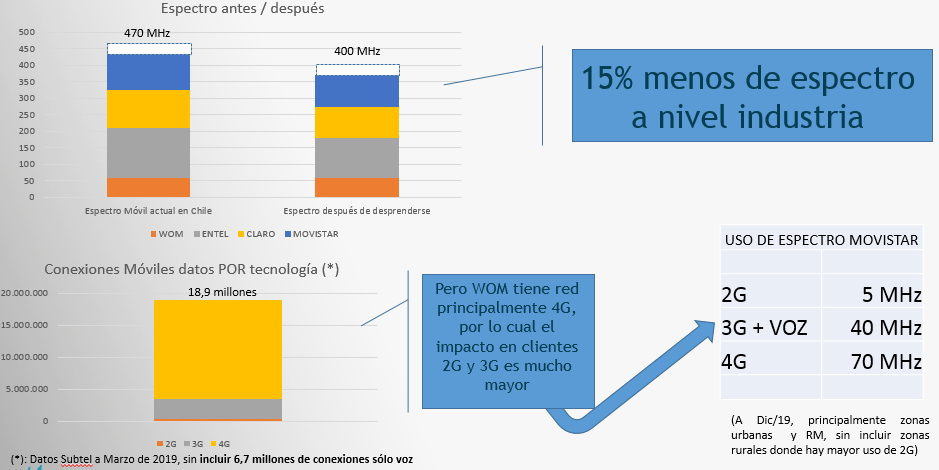 Espectro antes / después
470 MHz
400 MHz
500
450
400
350
300
250
200
150
100
50
0
Espectro Móvil actual en Chile
Espectro después de desprenderse
WOM ENTEL CLARO MOVISTAR
15% menos de espectro
a nivel industria
Conexiones Móviles datos POR tecnología (*)
18,9 millones
20.000.000
15.000.000
10.000.000
5.000.000
0
2G 3G 4G
Pero WOM tiene red
principalmente 4G,
por lo cual el
impacto en clientes
2G y 3G es mucho
mayor
USO DE ESPECTRO MOVISTAR
2G 5 MHz
3G + VOZ 40 MHz
4G 70 MHz
(A Dic/19, principalmente zonas
urbanas y RM, sin incluir zonas
rurales donde hay mayor uso de 2G)
(*): Datos Subtel a Marzo de 2019, sin incluir 6,7 millones de conexiones sólo voz